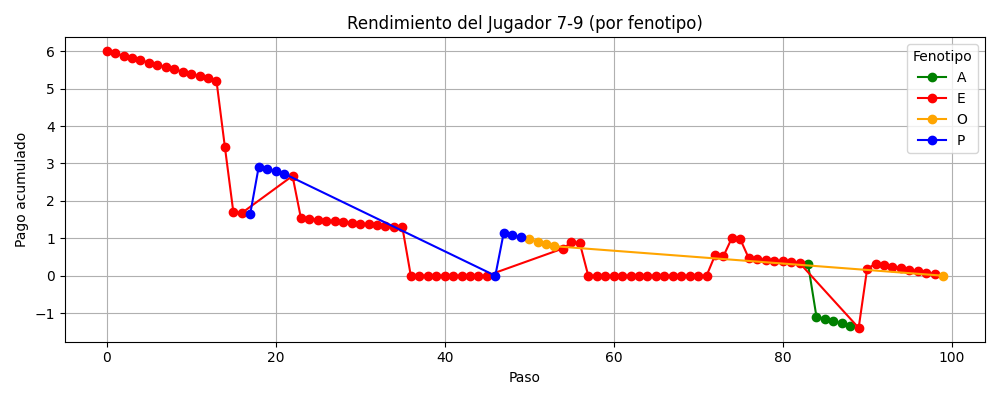 Rendimiento del Jugador 7-9 (por fenotipo)
Pago acumulado
6
5
4
3
2
1
0
−1
0
20
40
60
80
100
Paso
Fenotipo
A
E
O
P